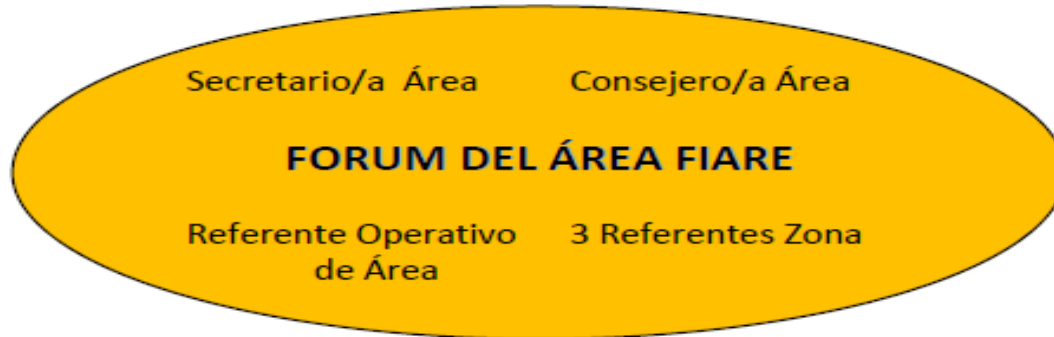 Secretario/a Área
Consejero/a Área
FORUM DEL ÁREA FIARE
Referente Operativo
de Área
3 Referentes Zona